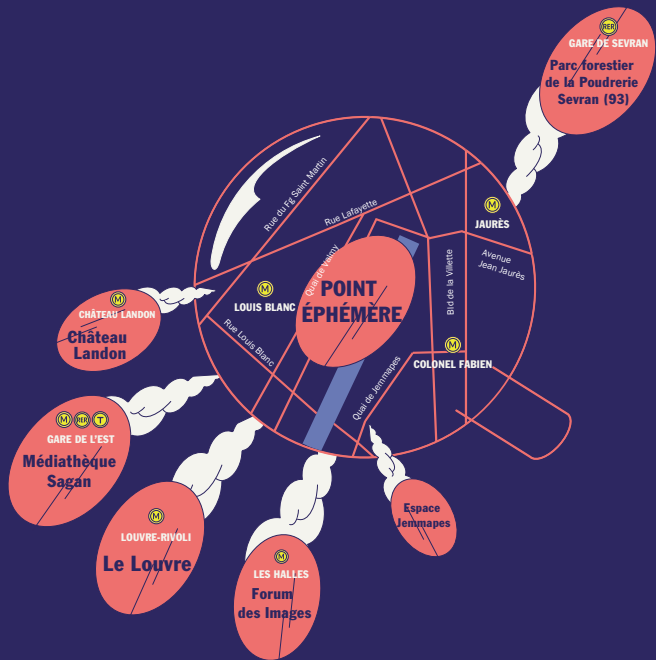 RER
GARE DE SEVRAN
Parc forestier
de la Poudrerie
Sevran (93)
Rue du Fg Saint Martin
Rue Lafayette
M
JAURÈS
Avenue
Jean Jaurès
Bld de la Villette
Quai de Valmy
M
LOUIS BLANC
POINT
ÉPHÉMÈRE
M
CHÂTEAU LANDON
Château
Landon
Rue Louis Blanc
M
COLONEL FABIEN
Quai de Jemmapes
M RER T
GARE DE L'EST
Médiathèque
Sagan
M
LOUVRE-RIVOLI
Le Louvre
M
LES HALLES
Forum
des Images
Espace
Jemmapes